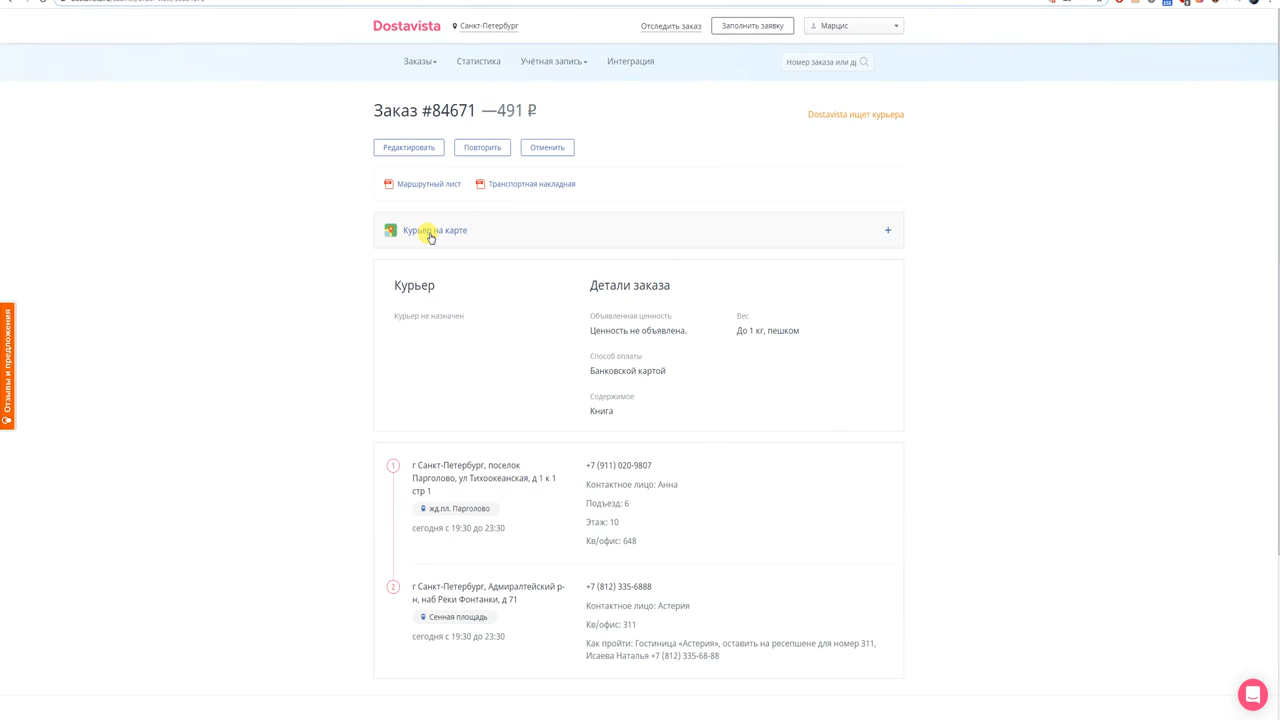 Dostavista
Санкт-Петербург
Отследить заказ
Заполнить заявку
Марцис
Заказы
Статистика
Учётная запись
Интеграция
Номер заказа или др
Заказ #84671 —491 ₽
Dostavista ищет курьера
Редактировать
Повторить
Отменить
Маршрутный лист
Транспортная накладная
Курьер на карте
+
Отзывы и предложения
Курьер
Курьер не назначен
Детали заказа
Объявленная ценность
Ценность не объявлена.
Вес
До 1 кг, пешком
Способ оплаты
Банковской картой
Содержимое
Книга
1
г Санкт-Петербург, поселок
Парголово, ул Тихоокеанская, д 1 к 1
стр 1
жд.пл. Парголово
сегодня с 19:30 до 23:30
+7 (911) 020-9807
Контактное лицо: Анна
Подъезд: 6
Этаж: 10
Кв/офис: 648
2
г Санкт-Петербург, Адмиралтейский р-
н, наб Реки Фонтанки, д 71
Сенная площадь
сегодня с 19:30 до 23:30
+7 (812) 335-6888
Контактное лицо: Астерия
Кв/офис: 311
Как пройти: Гостиница «Астерия», оставить на ресепшене для номер 311,
Исаева Наталья +7 (812) 335-68-88